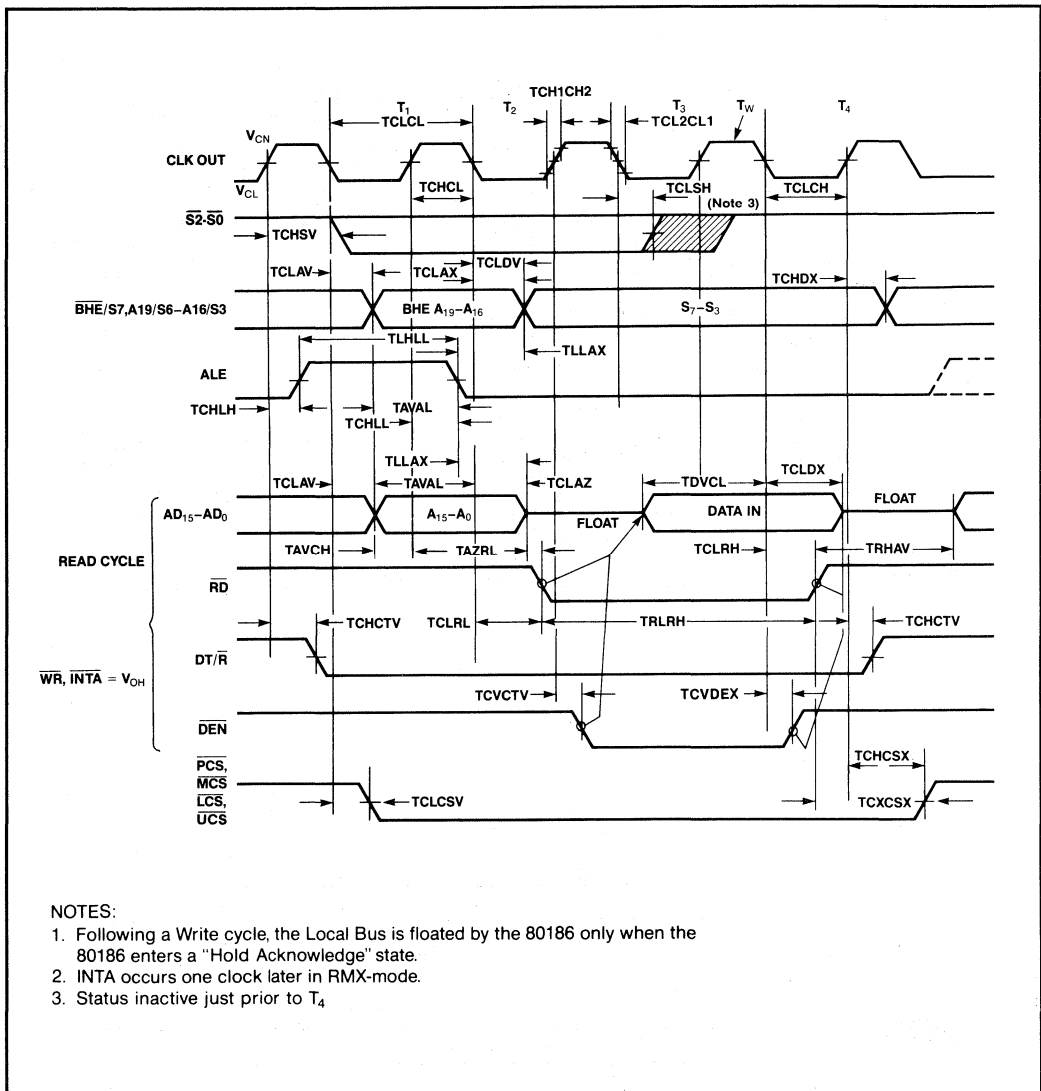 TCH1CH2
T1 T2 T3 TW T4
TCLCL TCL2CL1
VCN
CLK OUT
VCL
TCHCL TCLSH TCLCH
(Note 3)
S2-S0
TCHSV
TCLAV TCLAX TCLDV TCHDX
BHE/S7,A19/S6–A16/S3 BHE A19–A16 S7–S3
TLHLL TLLAX
ALE
TCHLH TAVAL
TCHLL
TLLAX
TCLAV TAVAL TCLAZ TDVCL TCLDX
AD15–AD0 A15–A0 FLOAT DATA IN FLOAT
TAVCH TAZRL TCLRH TRHAV
READ CYCLE
RD
TCHCTV TCLRL TRLRH TCHCTV
DT/R
WR, INTA = VOH
TCVCTV TCVDEX
DEN
PCS,
MCS
LCS,
UCS
TCHCSX
TCLCSV TCXCSX
NOTES:
1. Following a Write cycle, the Local Bus is floated by the 80186 only when the
80186 enters a "Hold Acknowledge" state.
2. INTA occurs one clock later in RMX-mode.
3. Status inactive just prior to T4